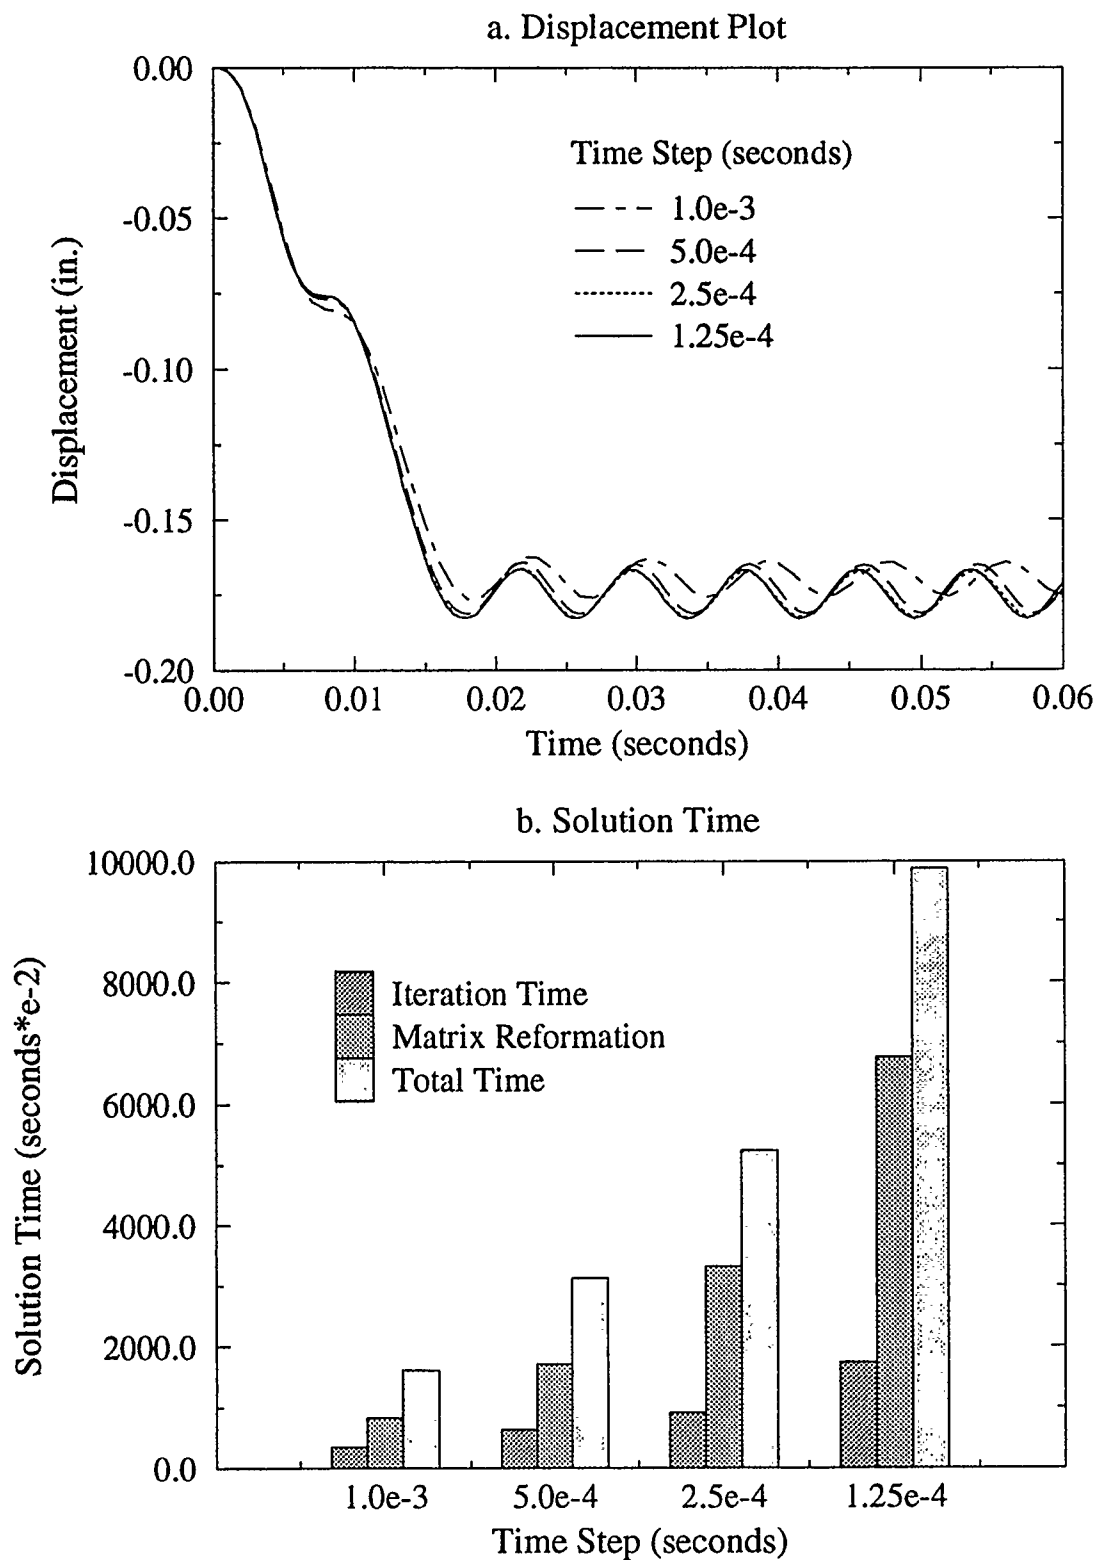 a. Displacement Plot
0.00
-0.05
-0.10
-0.15
-0.20
Displacement (in.)
Time Step (seconds)
1.0e-3
5.0e-4
2.5e-4
1.25e-4
0.00 0.01 0.02 0.03 0.04 0.05 0.06
Time (seconds)
b. Solution Time
10000.0
8000.0
6000.0
4000.0
2000.0
0.0
Solution Time (seconds*e-2)
Iteration Time
Matrix Reformation
Total Time
1.0e-3 5.0e-4 2.5e-4 1.25e-4
Time Step (seconds)